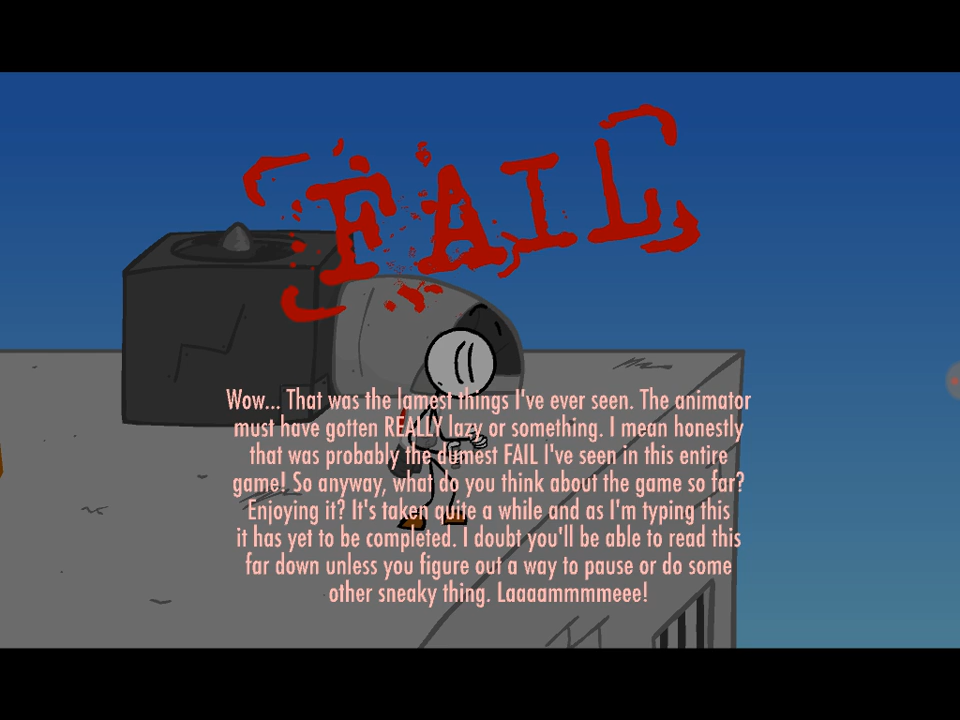 FAIL
Wow... That was the lamest things I've ever seen. The animator
must have gotten REALLY lazy or something. I mean honestly
that was probably the dumest FAIL I've seen in this entire
game! So anyway, what do you think about the game so far?
Enjoying it? It's taken quite a while and as I'm typing this
it has yet to be completed. I doubt you'll be able to read this
far down unless you figure out a way to pause or do some
other sneaky thing. Laaaammmmeee!